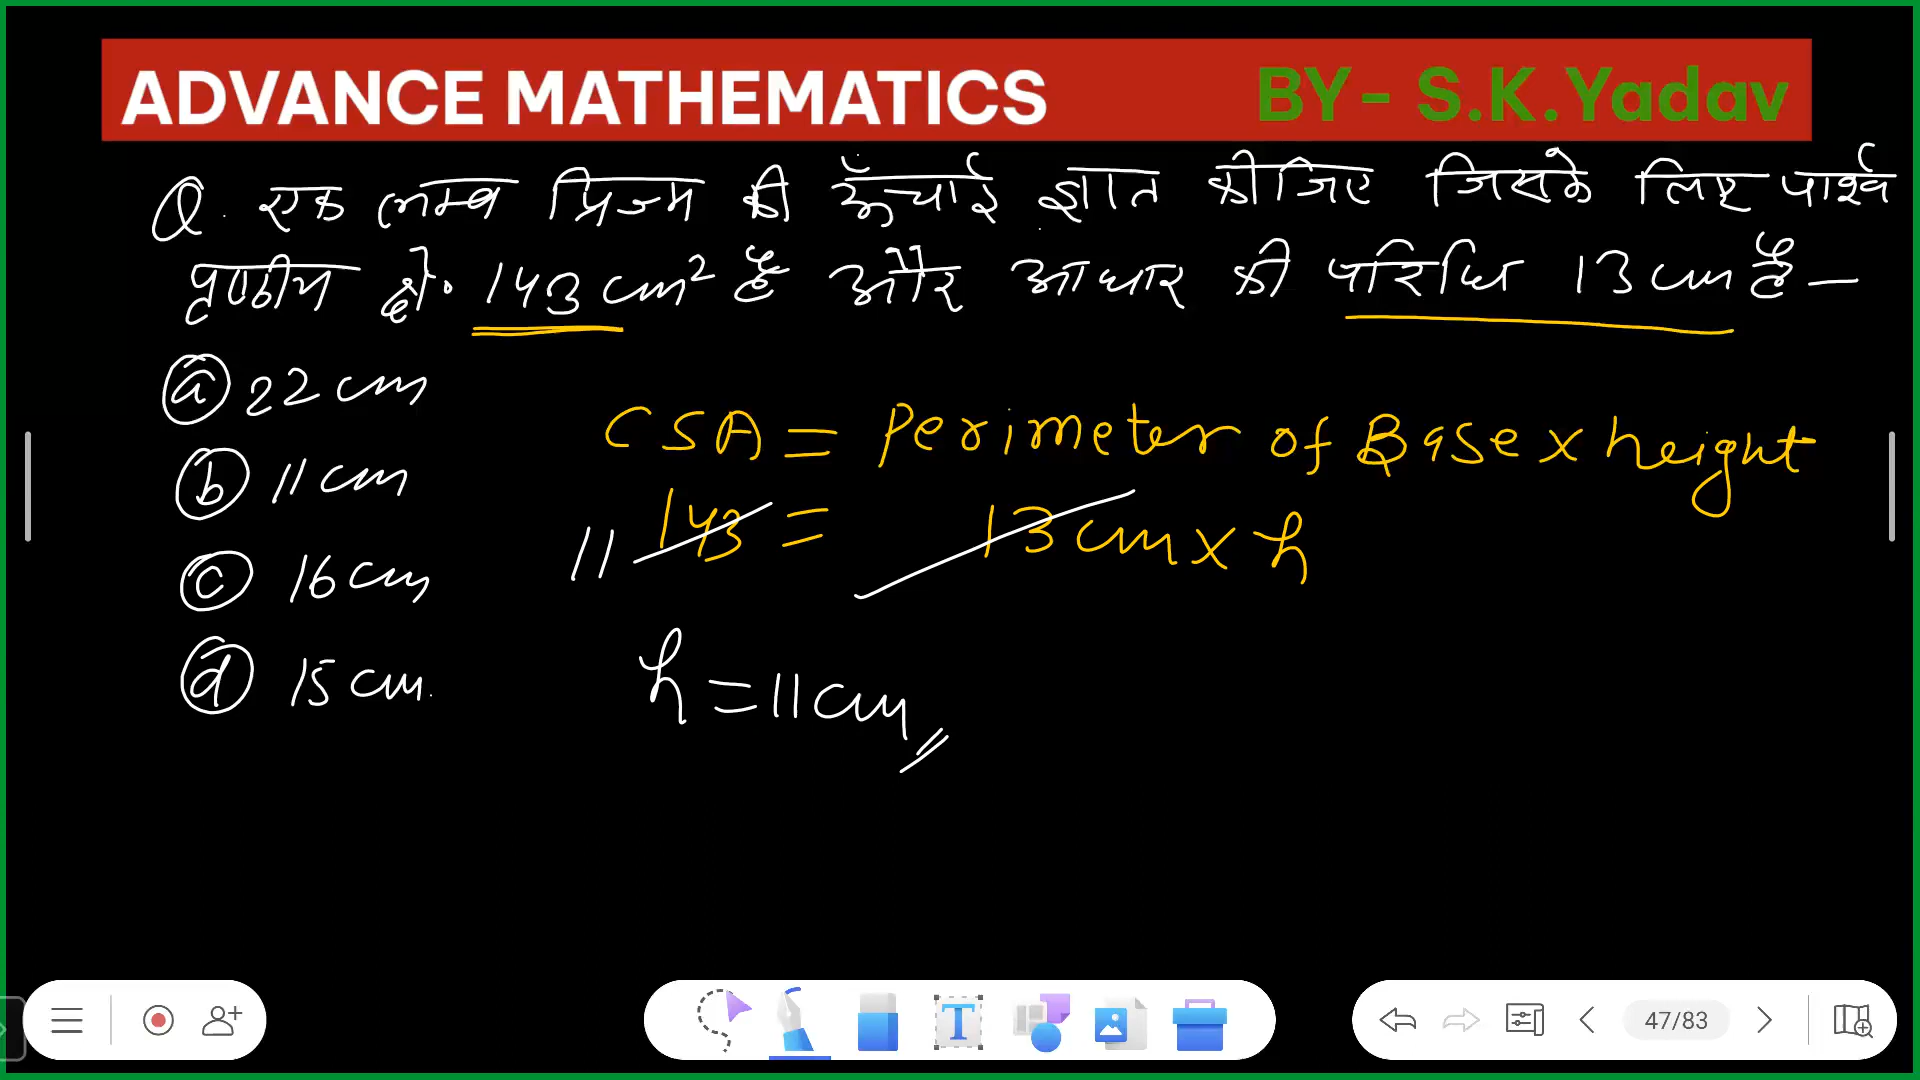 ADVANCE MATHEMATICS BY- S.K.Yadav
Q. एक लम्ब प्रिज्म की ऊँचाई ज्ञात कीजिए जिसके लिए पार्श्व
पृष्ठीय क्षे॰ 143 cm² है और आधार की परिधि 13 cm है —
(a) 22 cm
(b) 11 cm
(c) 16 cm
(d) 15 cm.
CSA = Perimeter of Base × height
11 143 = 13 cm × h
h = 11 cm
47/83